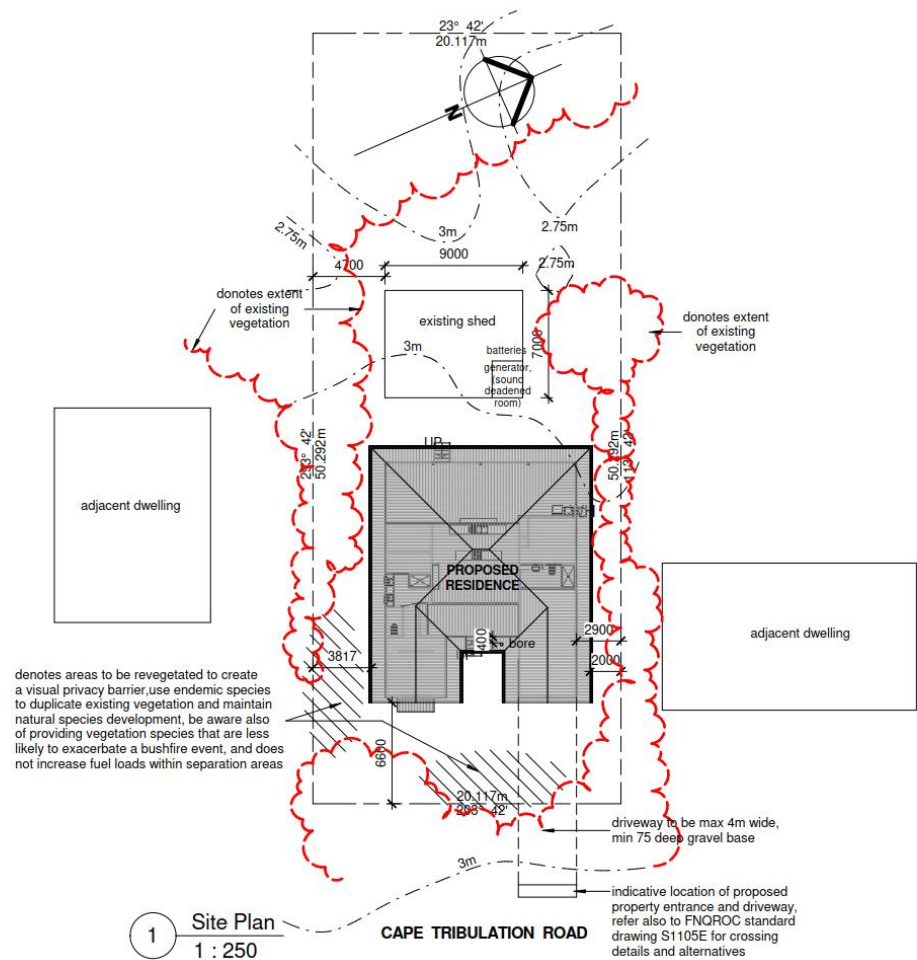 23° 42'
20.117m
N
2.75m
3m
2.75m
9000
4700
2.75m
donotes extent
of existing
vegetation
existing shed
7000
donotes extent
of existing
vegetation
batteries
generator,
(sound
deadened
room)
3m
UP
293° 42'
50.292m
50.292m
113° 42'
adjacent dwelling
PROPOSED
RESIDENCE
adjacent dwelling
400
bore
2900
3817
2000
denotes areas to be revegetated to create
a visual privacy barrier,use endemic species
to duplicate existing vegetation and maintain
natural species development, be aware also
of providing vegetation species that are less
likely to exacerbate a bushfire event, and does
not increase fuel loads within separation areas
6600
20.117m
203° 42'
driveway to be max 4m wide,
min 75 deep gravel base
3m
indicative location of proposed
property entrance and driveway,
refer also to FNQROC standard
drawing S1105E for crossing
details and alternatives
1
Site Plan
1 : 250
CAPE TRIBULATION ROAD